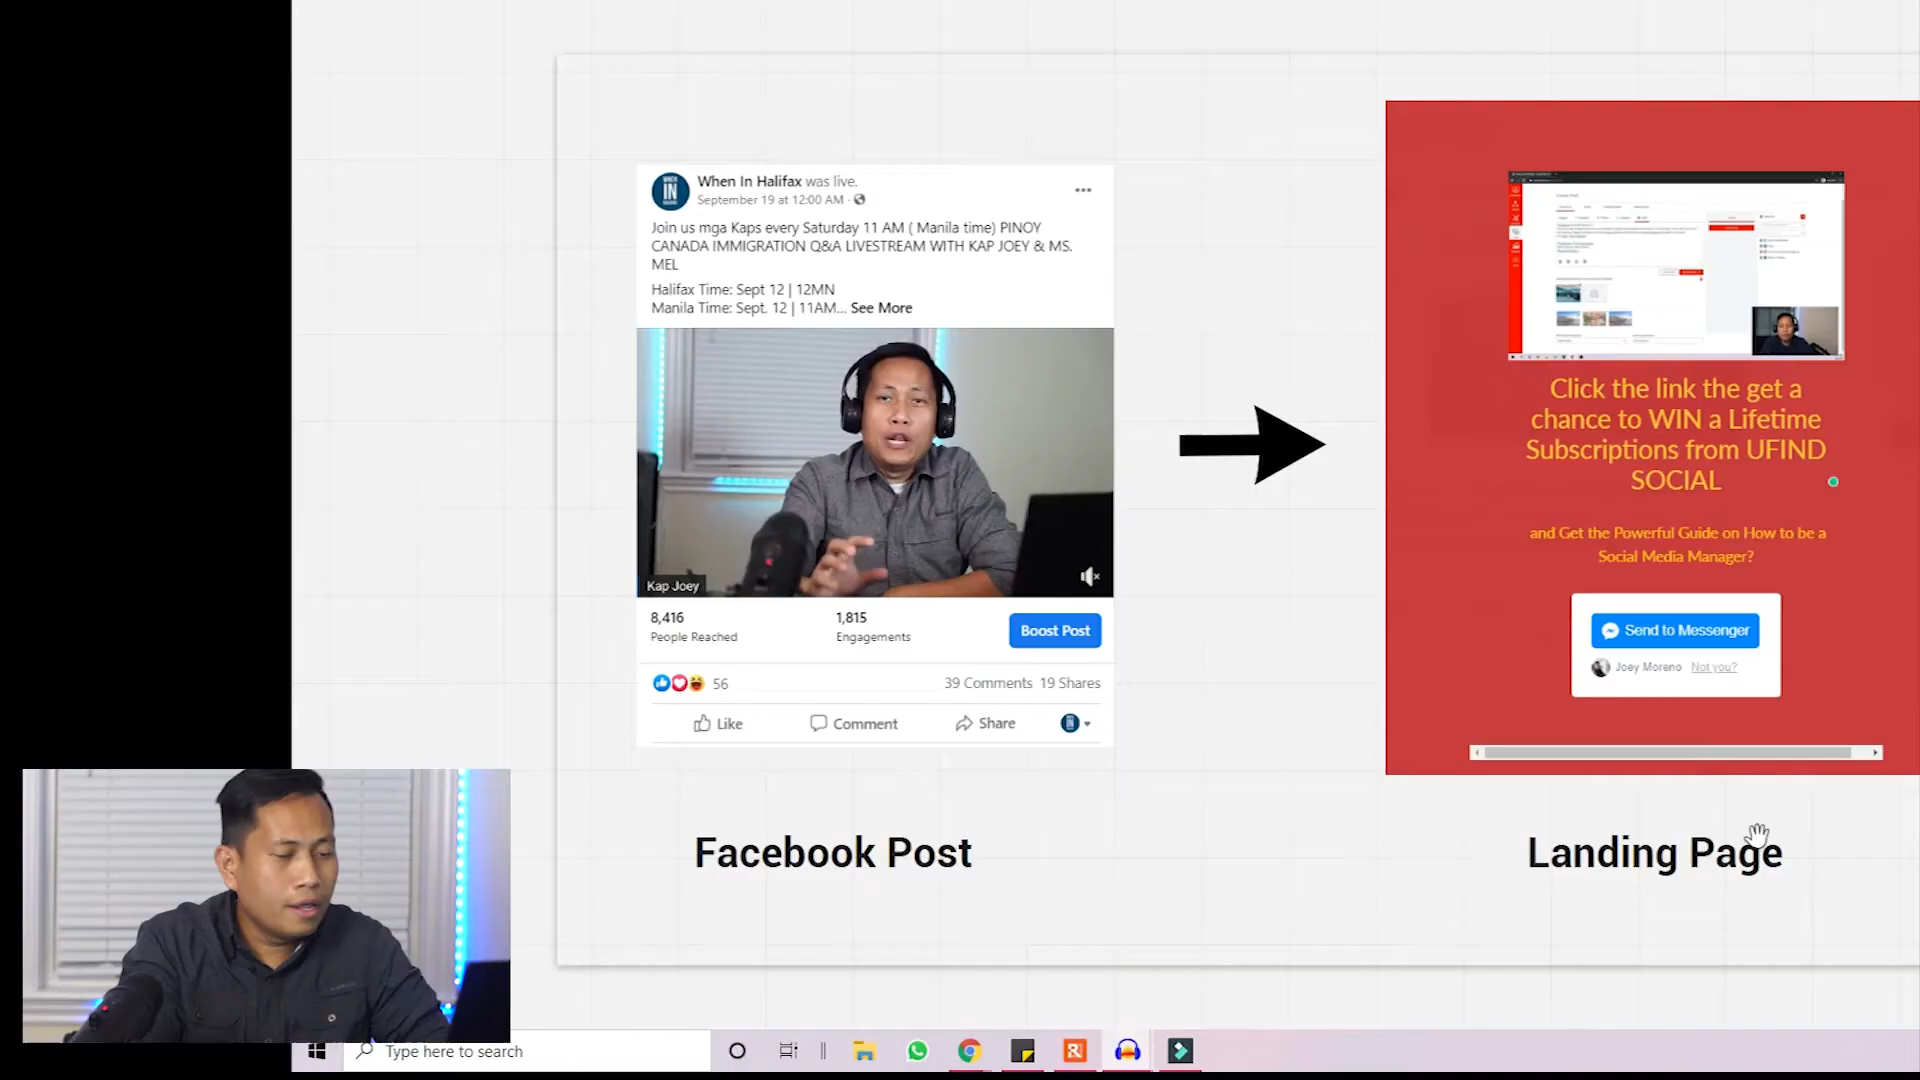 When In Halifax was live.
September 19 at 12:00 AM ·
Join us mga Kaps every Saturday 11 AM ( Manila time) PINOY
CANADA IMMIGRATION Q&A LIVESTREAM WITH KAP JOEY & MS.
MEL
Halifax Time: Sept 12 | 12MN
Manila Time: Sept. 12 | 11AM... See More
Kap Joey
8,416
People Reached
1,815
Engagements
Boost Post
56
39 Comments 19 Shares
Like
Comment
Share
Facebook Post
Click the link the get a
chance to WIN a Lifetime
Subscriptions from UFIND
SOCIAL
and Get the Powerful Guide on How to be a
Social Media Manager?
Send to Messenger
Joey Moreno Not you?
Landing Page
Type here to search